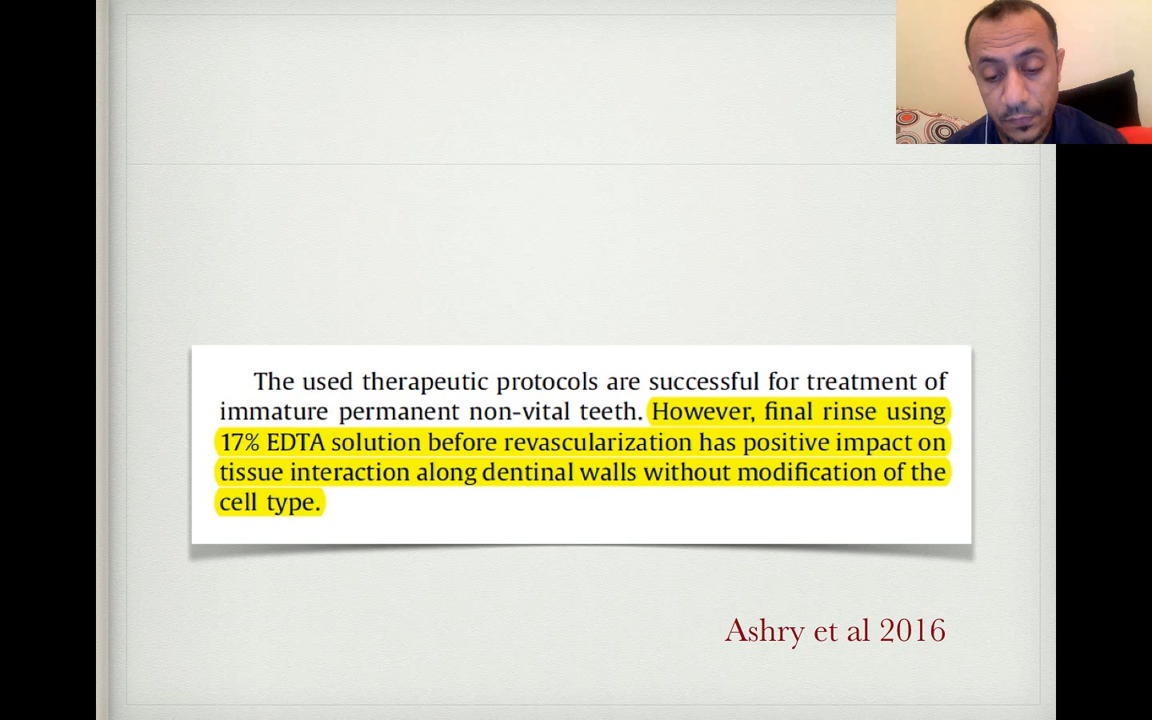 The used therapeutic protocols are successful for treatment of
immature permanent non-vital teeth. However, final rinse using
17% EDTA solution before revascularization has positive impact on
tissue interaction along dentinal walls without modification of the
cell type.
Ashry et al 2016